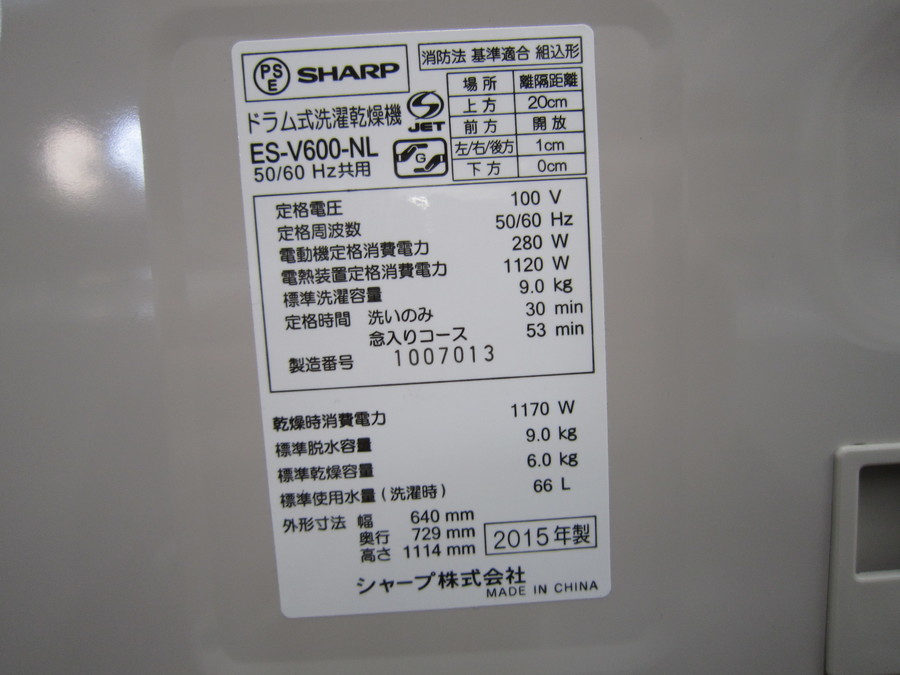 PSE SHARP
消防法 基準適合 組込形
場所 離隔距離
上方 20cm
前方 開放
左/右/後方 1cm
下方 0cm
ドラム式洗濯乾燥機
S JET
ES-V600-NL
G
50/60 Hz共用
定格電圧 100 V
定格周波数 50/60 Hz
電動機定格消費電力 280 W
電熱装置定格消費電力 1120 W
標準洗濯容量 9.0 kg
定格時間 洗いのみ 30 min
念入りコース 53 min
製造番号 1007013
乾燥時消費電力 1170 W
標準脱水容量 9.0 kg
標準乾燥容量 6.0 kg
標準使用水量(洗濯時) 66 L
外形寸法 幅 640 mm
奥行 729 mm
高さ 1114 mm
2015年製
シャープ株式会社
MADE IN CHINA